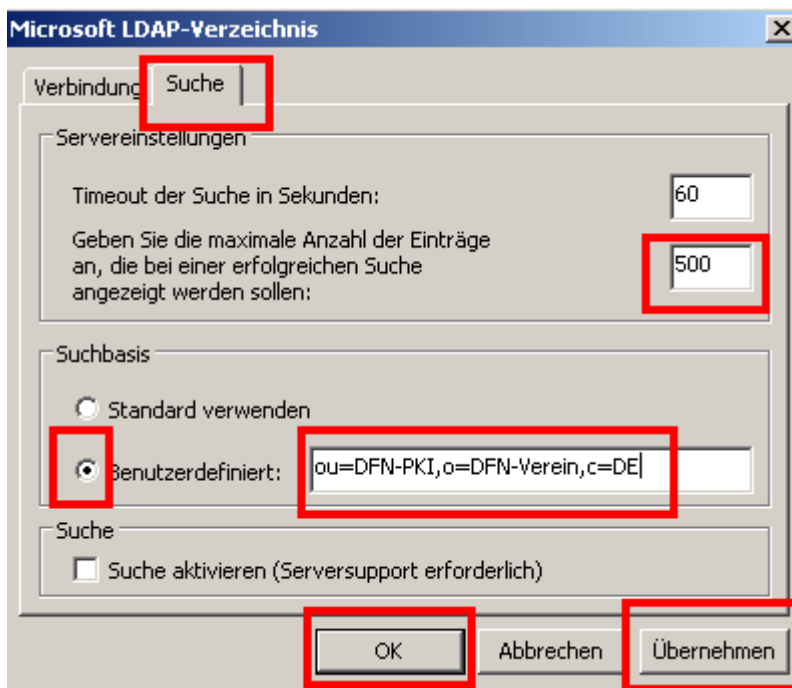 Microsoft LDAP-Verzeichnis
Verbindung Suche
Servereinstellungen
Timeout der Suche in Sekunden: 60
Geben Sie die maximale Anzahl der Einträge
an, die bei einer erfolgreichen Suche 500
angezeigt werden sollen:
Suchbasis
Standard verwenden
Benutzerdefiniert: ou=DFN-PKI,o=DFN-Verein,c=DE
Suche
Suche aktivieren (Serversupport erforderlich)
OK Abbrechen Übernehmen